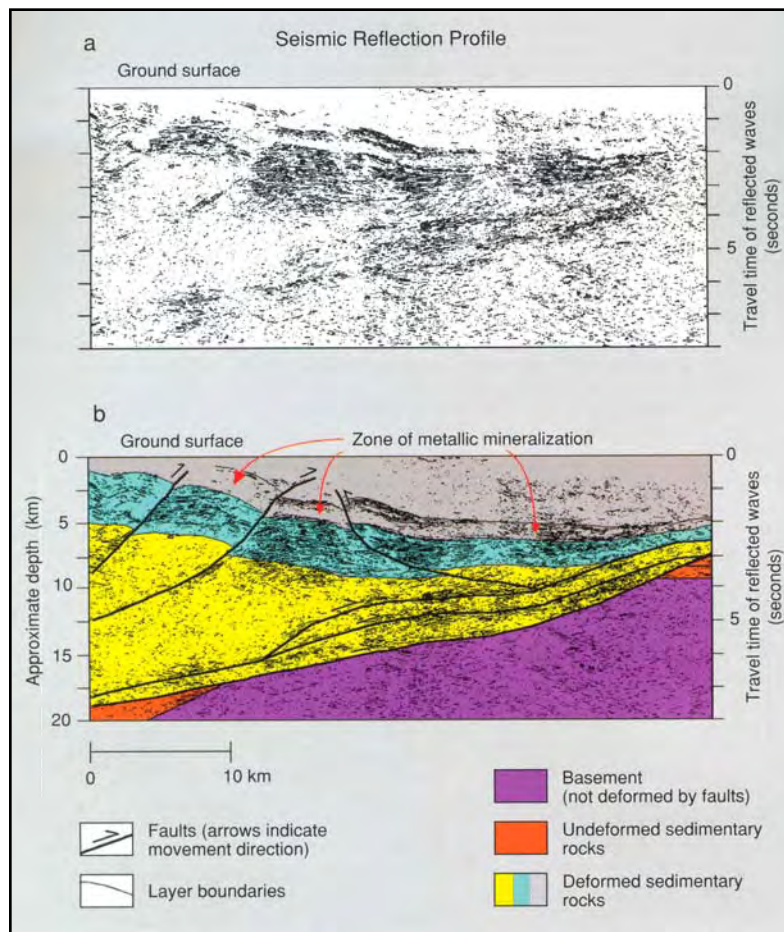 a
Seismic Reflection Profile
Ground surface
0
5
Travel time of reflected waves
(seconds)
b
Ground surface
Zone of metallic mineralization
0
5
10
15
20
Approximate depth (km)
0
5
Travel time of reflected waves
(seconds)
0 10 km
Faults (arrows indicate
movement direction)
Layer boundaries
Basement
(not deformed by faults)
Undeformed sedimentary
rocks
Deformed sedimentary
rocks